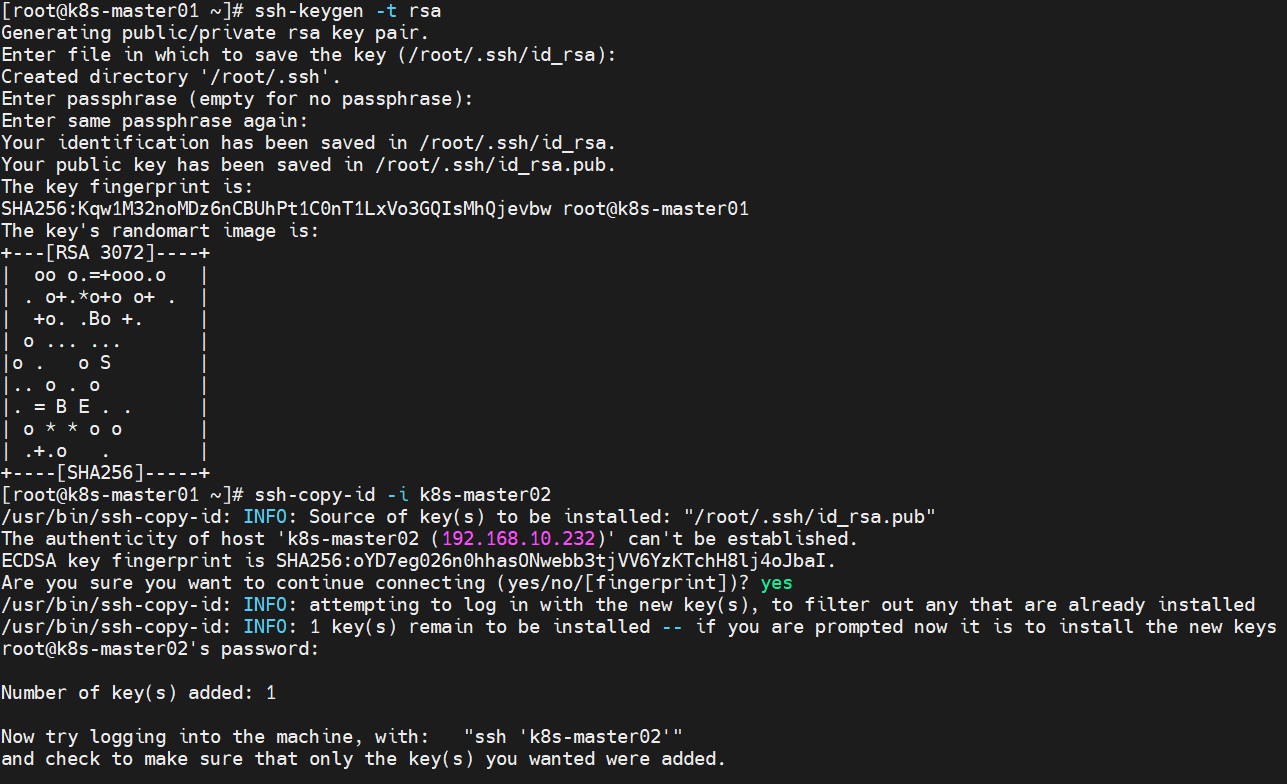 [root@k8s-master01 ~]# ssh-keygen -t rsa
Generating public/private rsa key pair.
Enter file in which to save the key (/root/.ssh/id_rsa):
Created directory '/root/.ssh'.
Enter passphrase (empty for no passphrase):
Enter same passphrase again:
Your identification has been saved in /root/.ssh/id_rsa.
Your public key has been saved in /root/.ssh/id_rsa.pub.
The key fingerprint is:
SHA256:Kqw1M32noMDz6nCBUhPt1C0nT1LxVo3GQIsMhQjevbw root@k8s-master01
The key's randomart image is:
+---[RSA 3072]----+
|  oo o.=+ooo.o   |
| . o+.*o+o o+ .  |
|  +o. .Bo +.     |
| o ... ...       |
|o .   o S        |
|.. o . o         |
|. = B E . .      |
| o * * o o       |
| .+.o   .        |
+----[SHA256]-----+
[root@k8s-master01 ~]# ssh-copy-id -i k8s-master02
/usr/bin/ssh-copy-id: INFO: Source of key(s) to be installed: "/root/.ssh/id_rsa.pub"
The authenticity of host 'k8s-master02 (192.168.10.232)' can't be established.
ECDSA key fingerprint is SHA256:oYD7eg026n0hhasONwebb3tjVV6YzKTchH8lj4oJbaI.
Are you sure you want to continue connecting (yes/no/[fingerprint])? yes
/usr/bin/ssh-copy-id: INFO: attempting to log in with the new key(s), to filter out any that are already installed
/usr/bin/ssh-copy-id: INFO: 1 key(s) remain to be installed -- if you are prompted now it is to install the new keys
root@k8s-master02's password:

Number of key(s) added: 1

Now try logging into the machine, with:   "ssh 'k8s-master02'"
and check to make sure that only the key(s) you wanted were added.